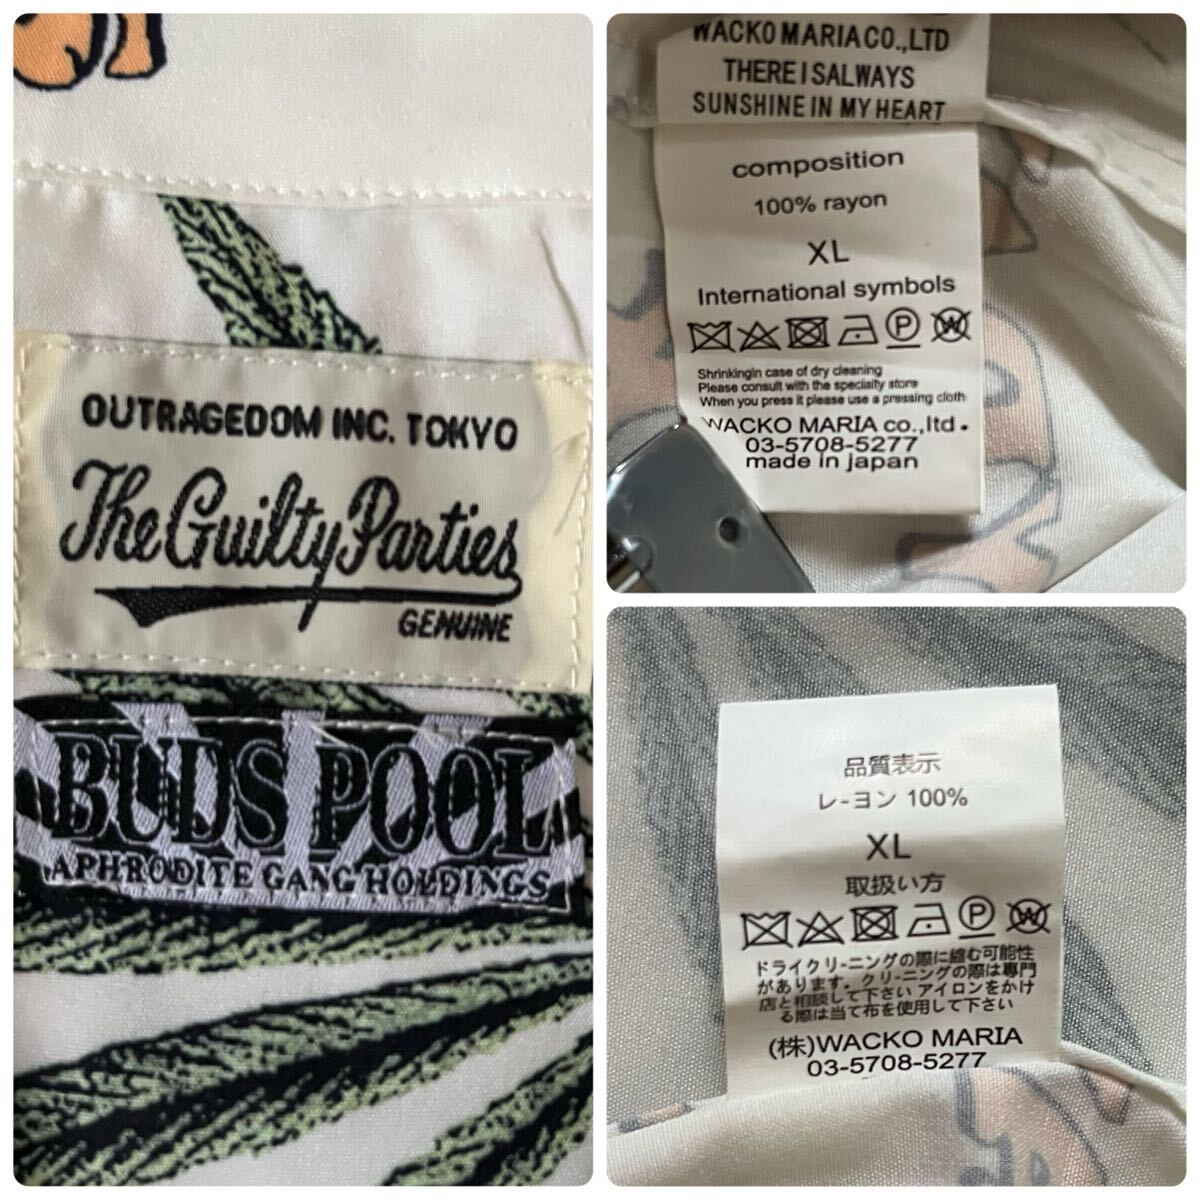 OUTRAGEDOM INC. TOKYO
The Guilty Parties
GENUINE
BUDS POOL
APHRODITE GANG HOLDINGS
WACKO MARIA CO.,LTD
THERE IS ALWAYS
SUNSHINE IN MY HEART
composition
100% rayon
XL
International symbols
P W
Shrinkingin case of dry cleaning
Please consult with the specialty store
When you press it please use a pressing cloth
WACKO MARIA co.,ltd.
03-5708-5277
made in japan
品質表示
レ-ヨン 100%
XL
取扱い方
P W
ドライクリ-ニングの際に縮む可能性
があります。クリ-ニングの際は専門
店と相談して下さい アイロンをかけ
る際は当て布を使用して下さい
(株)WACKO MARIA
03-5708-5277